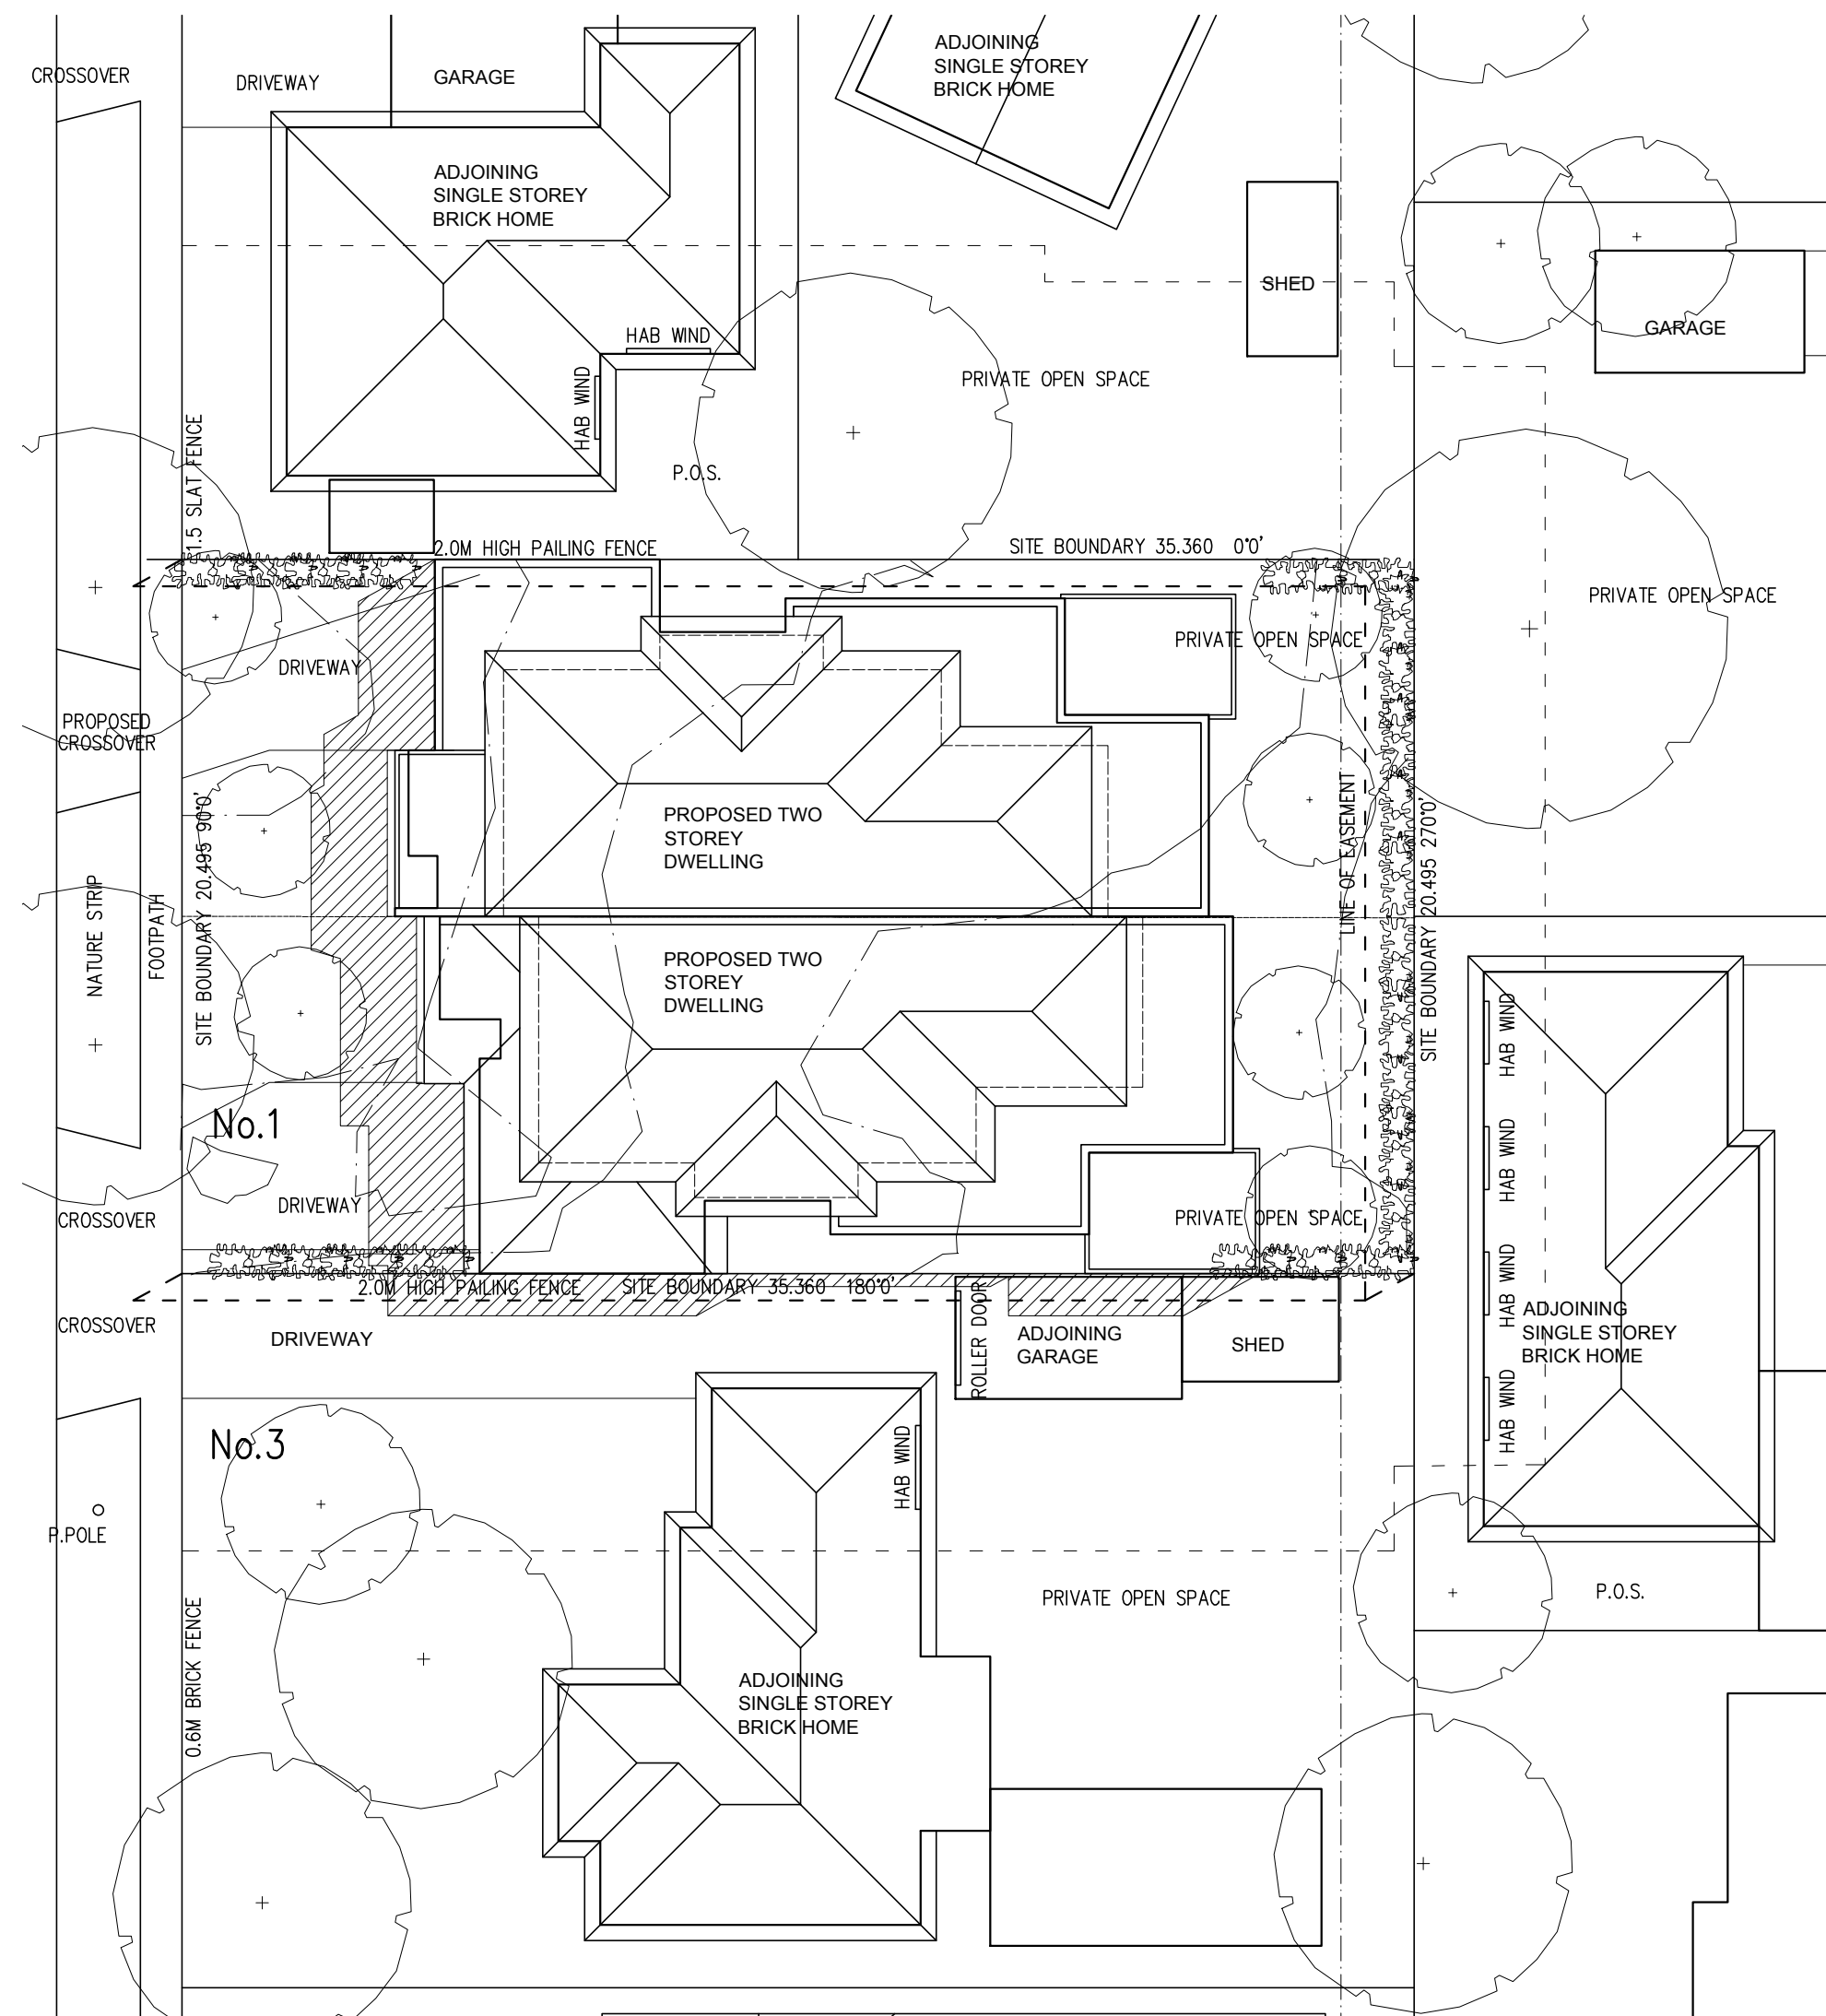 ADJOINING
SINGLE STOREY
BRICK HOME
CROSSOVER
DRIVEWAY
GARAGE
ADJOINING
SINGLE STOREY
BRICK HOME
SHED
GARAGE
HAB WIND
HAB WIND
PRIVATE OPEN SPACE
1.5 SLAT FENCE
P.O.S.
2.0M HIGH PAILING FENCE
SITE BOUNDARY 35.360 0°0'
PRIVATE OPEN SPACE
PRIVATE OPEN SPACE
DRIVEWAY
PROPOSED
CROSSOVER
PROPOSED TWO
STOREY
DWELLING
LINE OF EASEMENT
SITE BOUNDARY 20.495 90°0'
SITE BOUNDARY 20.495 270°0'
NATURE STRIP
FOOTPATH
PROPOSED TWO
STOREY
DWELLING
HAB WIND
HAB WIND
HAB WIND
HAB WIND
No.1
DRIVEWAY
CROSSOVER
PRIVATE OPEN SPACE
2.0M HIGH PAILING FENCE
SITE BOUNDARY 35.360 180°0'
CROSSOVER
DRIVEWAY
ROLLER DOOR
ADJOINING
GARAGE
SHED
ADJOINING
SINGLE STOREY
BRICK HOME
No.3
HAB WIND
P.POLE
PRIVATE OPEN SPACE
P.O.S.
0.6M BRICK FENCE
ADJOINING
SINGLE STOREY
BRICK HOME